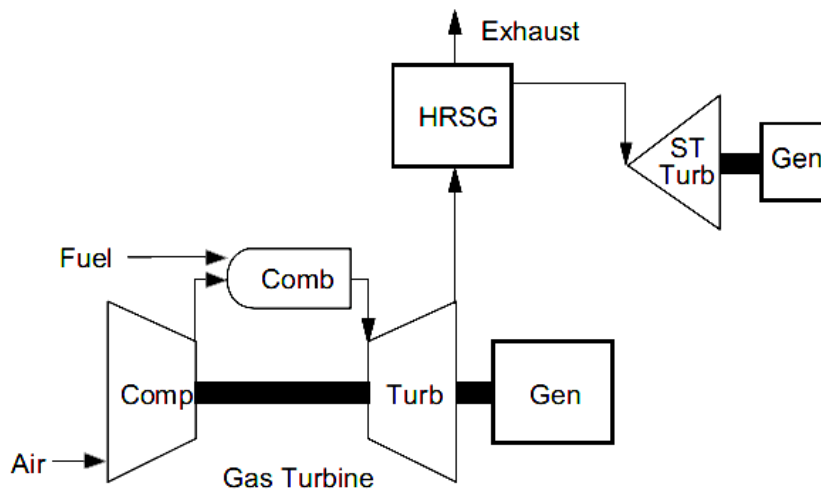 Exhaust
HRSG
ST
Turb
Gen
Fuel
Comb
Comp
Turb
Gen
Air
Gas Turbine